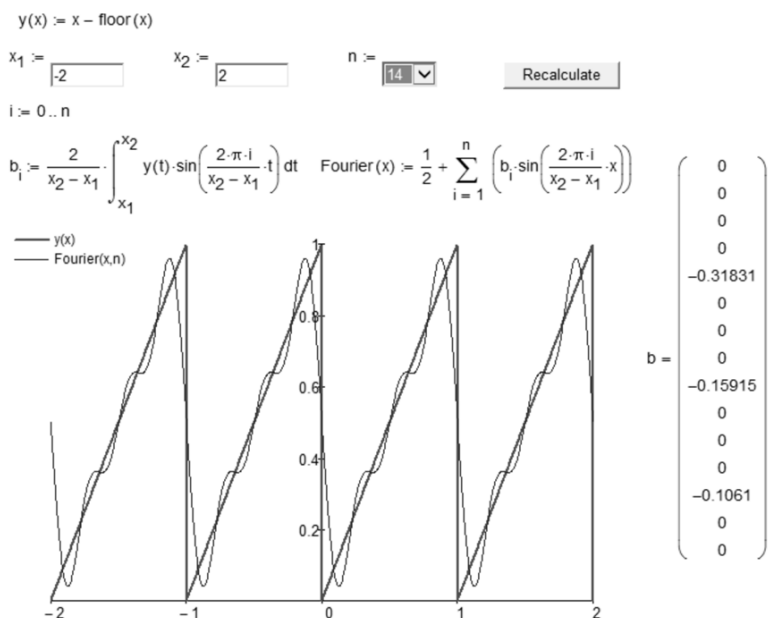 y(x) := x − floor(x)
x₁ := -2 x₂ := 2 n := 14 Recalculate
i := 0 .. n
bᵢ := 2/(x₂ − x₁) · ∫ₓ₁ˣ² y(t)·sin(2·π·i/(x₂ − x₁)·t) dt Fourier(x) := 1/2 + ∑ᵢ₌₁ⁿ (bᵢ·sin(2·π·i/(x₂ − x₁)·x))
y(x)
Fourier(x,n)
1
0.8
0.6
0.4
0.2
−2 −1 0 1 2
b =
0
0
0
0
−0.31831
0
0
0
−0.15915
0
0
0
−0.1061
0
0